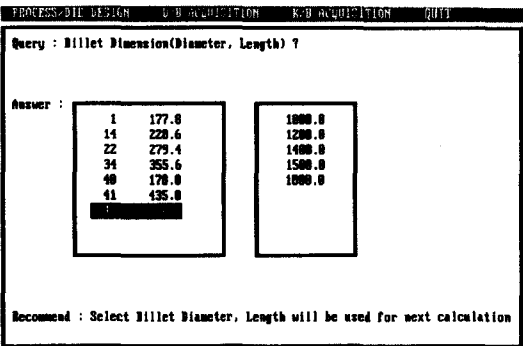 PROCESS/DIE DESIGN D-B ACQUISITION K-B ACQUISITION QUIT
Query : Billet Dimension(Diameter, Length) ?
Answer :
1 177.8 1000.0
14 228.6 1200.0
22 279.4 1400.0
34 355.6 1500.0
40 178.0 1800.0
41 435.0
Recommend : Select Billet Diameter, Length will be used for next calculation